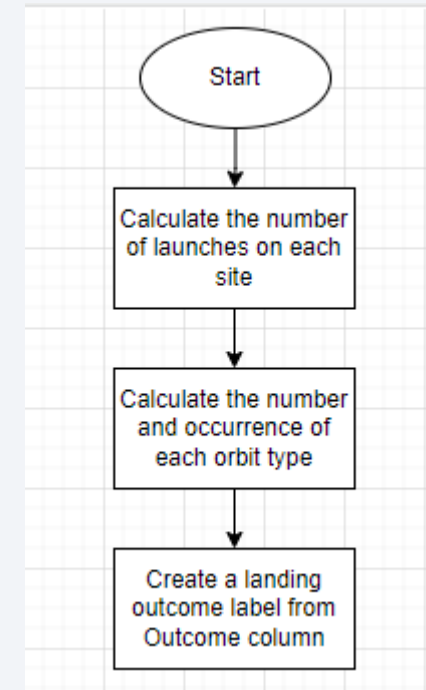 Start
Calculate the number
of launches on each
site
Calculate the number
and occurrence of
each orbit type
Create a landing
outcome label from
Outcome column